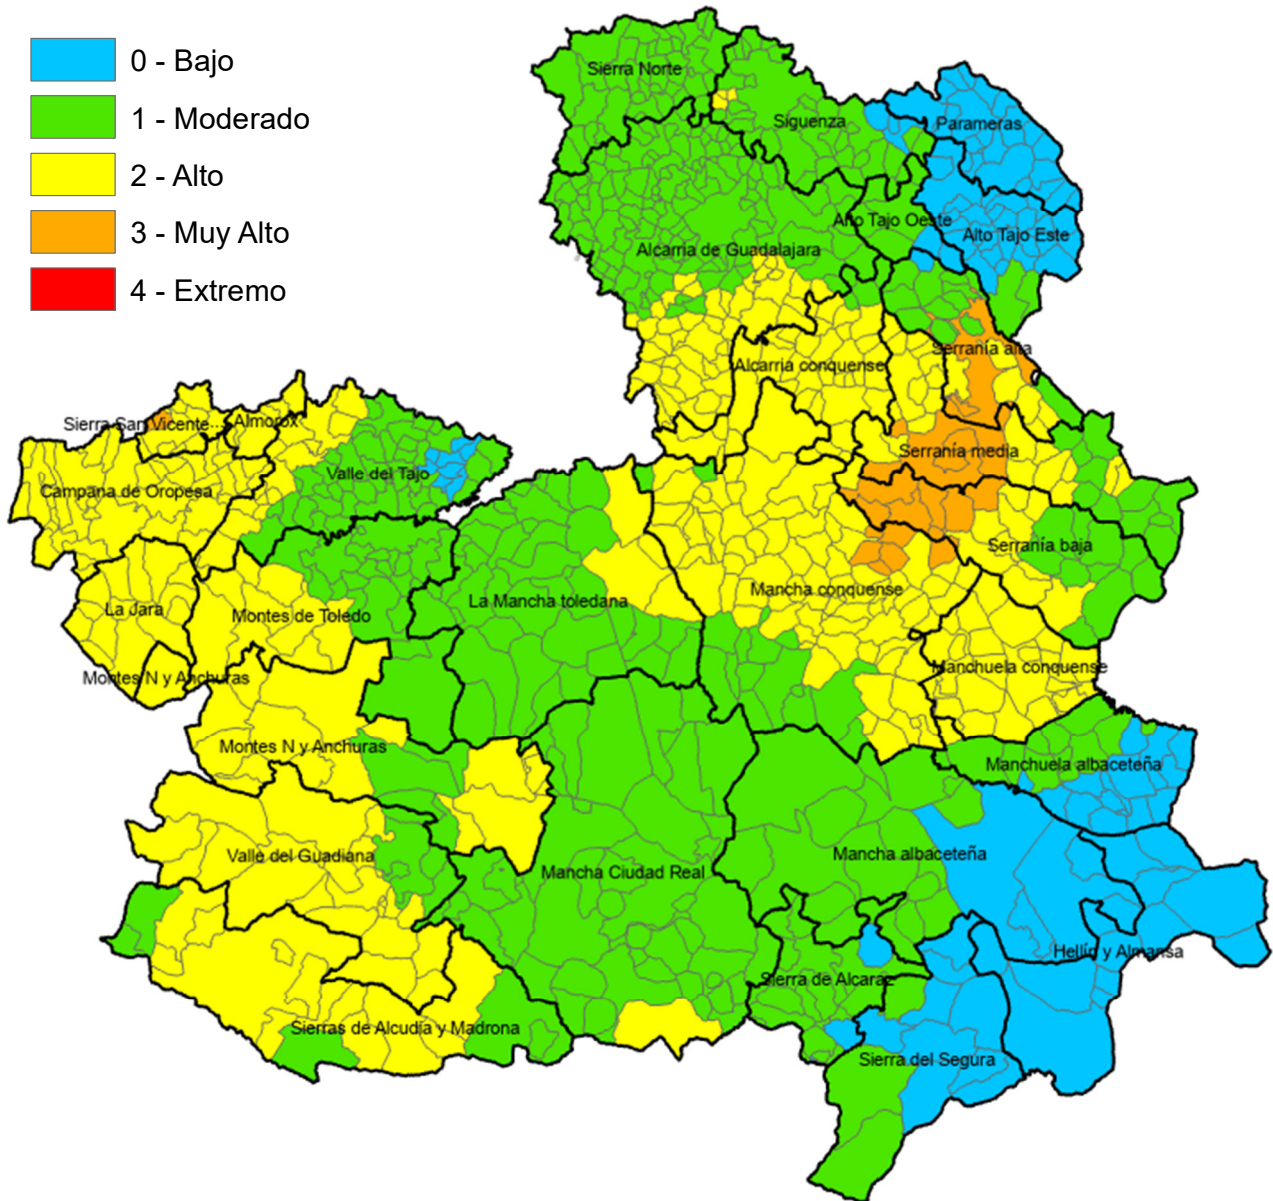 0 - Bajo
1 - Moderado
2 - Alto
3 - Muy Alto
4 - Extremo
Sierra Norte
Siguenza
Parameras
Alto Tajo Oeste
Alto Tajo Este
Alcarria de Guadalajara
Serranía alta
Alcarria conquense
Sierra San Vicente...
Almorox
Serranía media
Valle del Tajo
Campana de Oropesa
Serranía baja
Mancha conquense
La Mancha toledana
La Jara
Montes de Toledo
Manchuela conquense
Montes N y Anchuras
Montes N y Anchuras
Manchuela albaceteña
Valle del Guadiana
Mancha albaceteña
Mancha Ciudad Real
Hellín y Almansa
Sierra de Alcaraz
Sierras de Alcudia y Madrona
Sierra del Segura